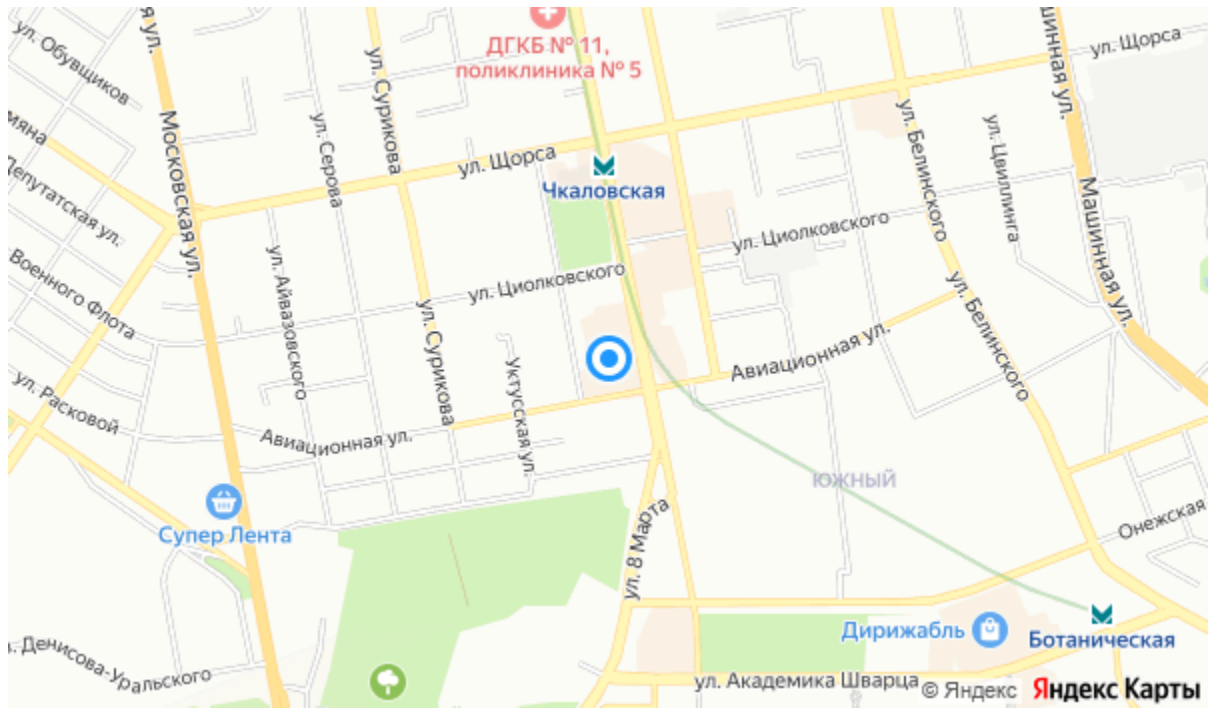 ДГКБ № 11,
поликлиника № 5
ул. Щорса
ул. Обувщиков
ул. Сурикова
Московская ул.
ул. Серова
ул. Щорса
Чкаловская
ул. Белинского
ул. Цвиллинга
Машинная ул.
Депутатская ул.
ул. Циолковского
Военного Флота
ул. Айвазовского
ул. Циолковского
ул. Сурикова
ул. Белинского
Уктусская ул.
Авиационная ул.
ул. Расковой
Авиационная ул.
ЮЖНЫЙ
Супер Лента
ул. 8 Марта
Онежская
Дирижабль
Ботаническая
Денисова-Уральского
ул. Академика Шварца
© Яндекс Яндекс Карты